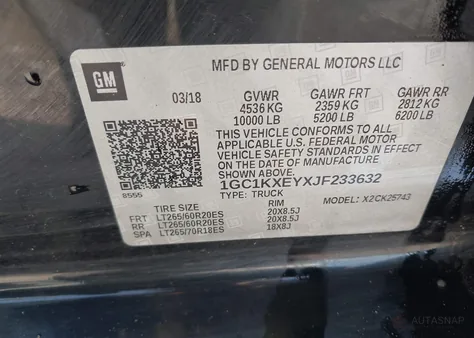 MFD BY GENERAL MOTORS LLC
GM
03/18 GVWR GAWR FRT GAWR RR
4536 KG 2359 KG 2812 KG
10000 LB 5200 LB 6200 LB
THIS VEHICLE CONFORMS TO ALL
APPLICABLE U.S. FEDERAL MOTOR
VEHICLE SAFETY STANDARDS IN EFFECT
ON THE DATE OF MANUFACTURE
SHOWN ABOVE.
1GC1KXEYXJF233632
8555 TYPE: TRUCK MODEL: X2CK25743
TIRE SIZE RIM
FRT LT265/60R20ES 20X8.5J
RR LT265/60R20ES 20X8.5J
SPA LT265/70R18ES 18X8J
AUTASNAP